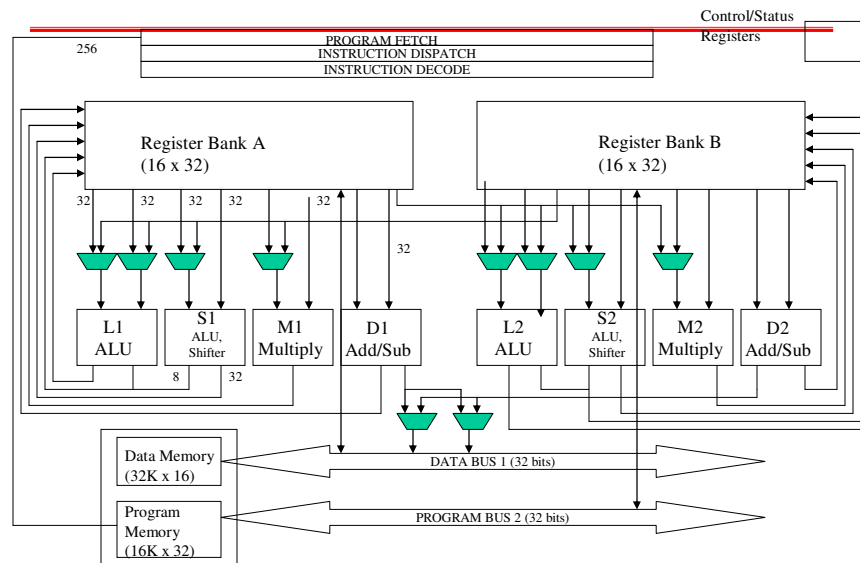 Control/Status
Registers
256
PROGRAM FETCH
INSTRUCTION DISPATCH
INSTRUCTION DECODE
Register Bank A
(16 x 32)
Register Bank B
(16 x 32)
32
32
32
32
32
32
L1
ALU
S1
ALU,
Shifter
M1
Multiply
D1
Add/Sub
L2
ALU
S2
ALU,
Shifter
M2
Multiply
D2
Add/Sub
8
32
Data Memory
(32K x 16)
DATA BUS 1 (32 bits)
Program
Memory
(16K x 32)
PROGRAM BUS 2 (32 bits)